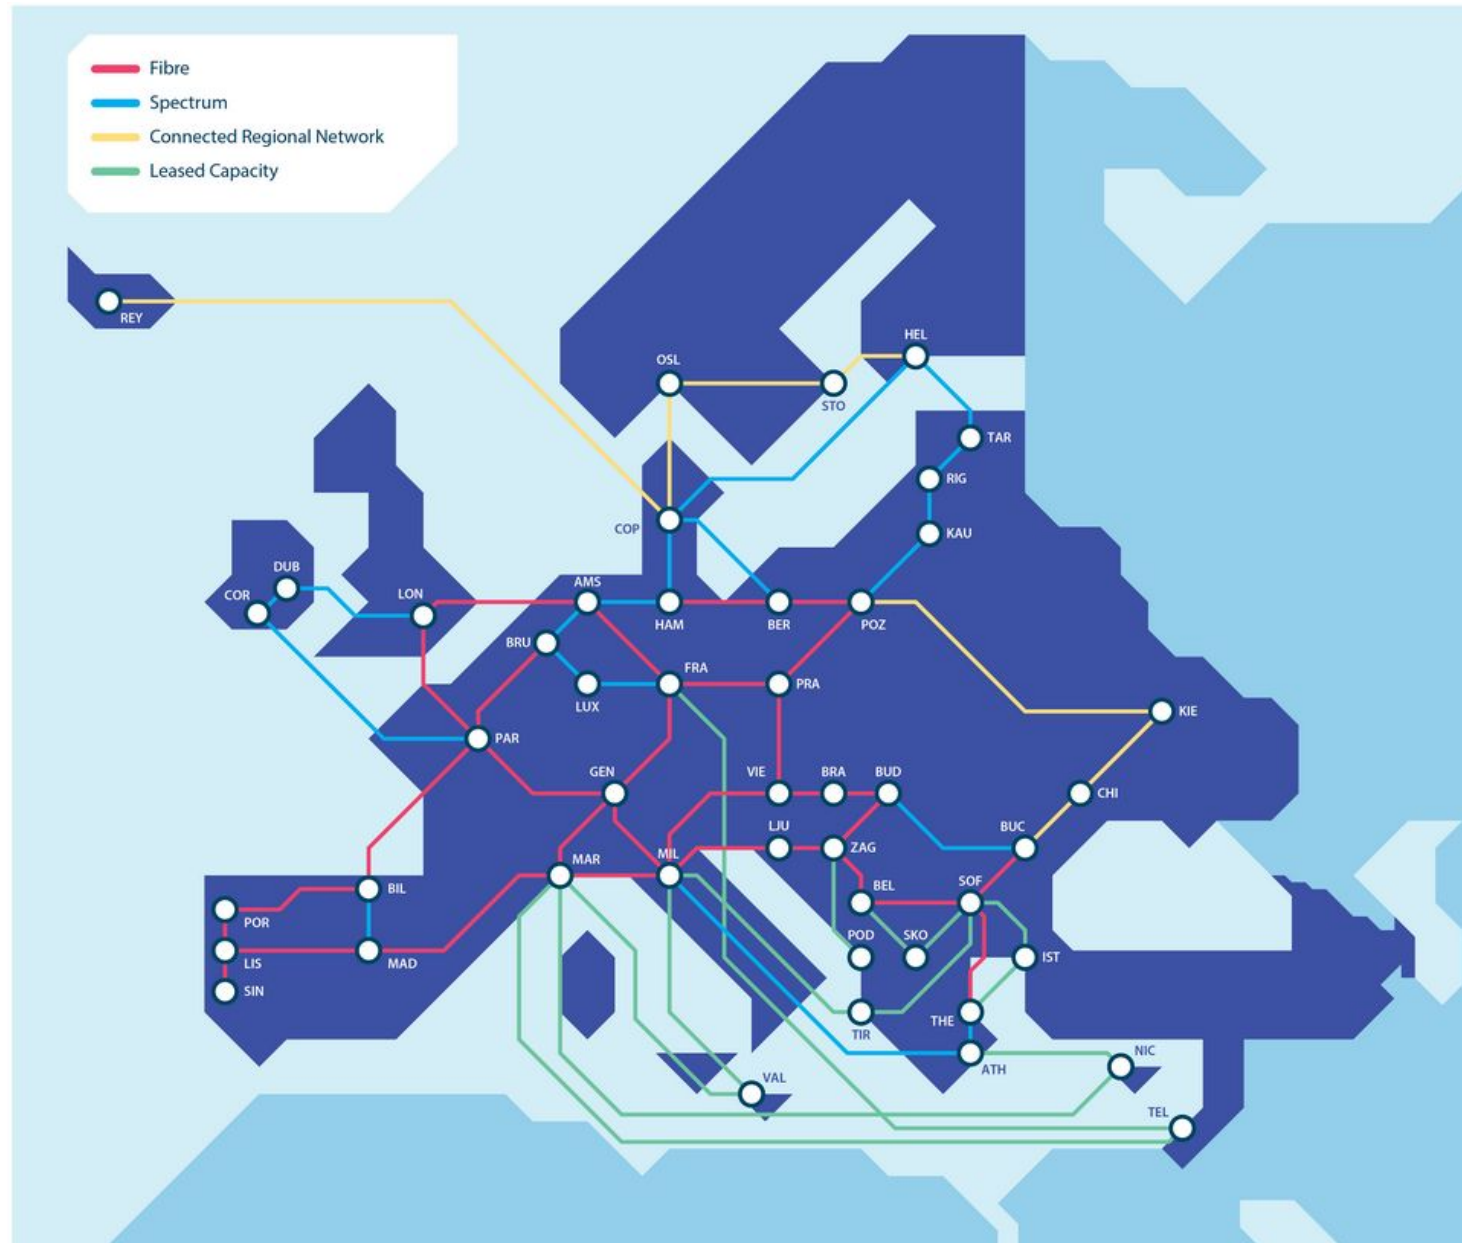 Fibre
Spectrum
Connected Regional Network
Leased Capacity
REY
HEL
OSL
STO
TAR
RIG
COP
KAU
DUB
AMS
COR
LON
HAM
BER
POZ
BRU
FRA
PRA
LUX
KIE
PAR
GEN
VIE
BRA
BUD
CHI
LJU
BUC
ZAG
MAR
MIL
BIL
BEL
SOF
POR
POD
SKO
LIS
MAD
IST
SIN
THE
TIR
NIC
ATH
VAL
TEL